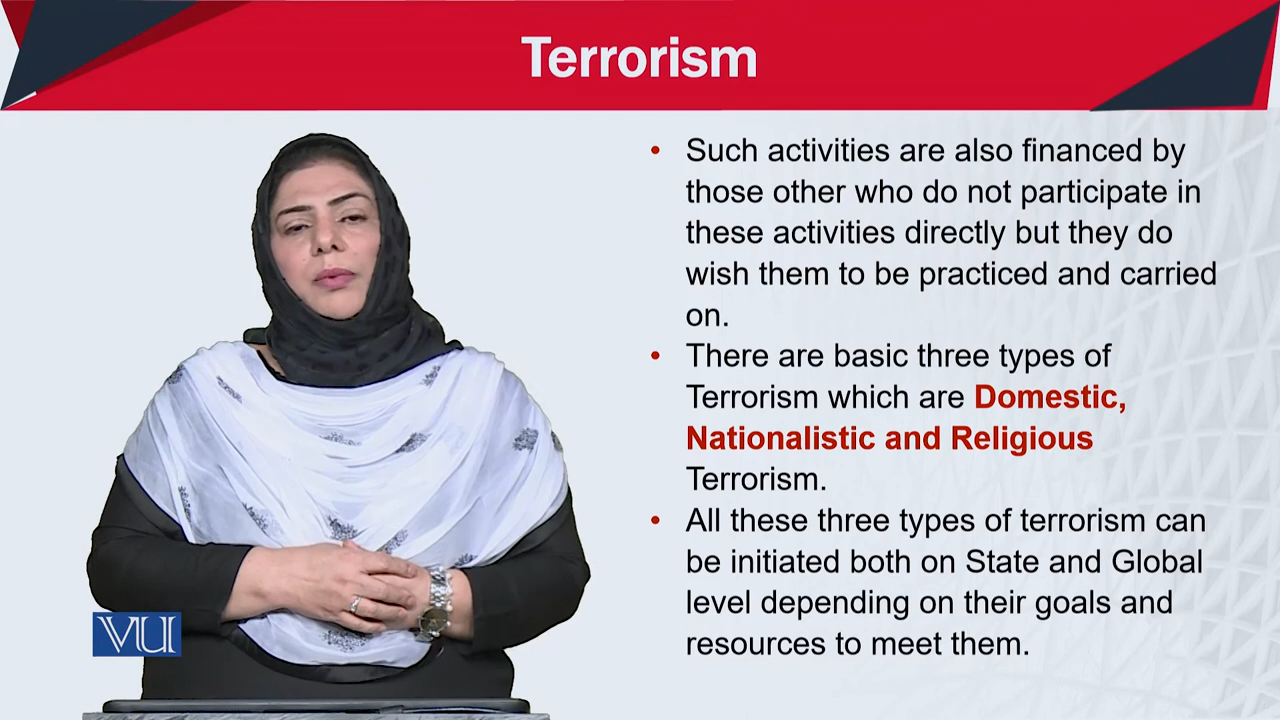 Terrorism
• Such activities are also financed by
those other who do not participate in
these activities directly but they do
wish them to be practiced and carried
on.
• There are basic three types of
Terrorism which are Domestic,
Nationalistic and Religious
Terrorism.
• All these three types of terrorism can
be initiated both on State and Global
level depending on their goals and
resources to meet them.
VU